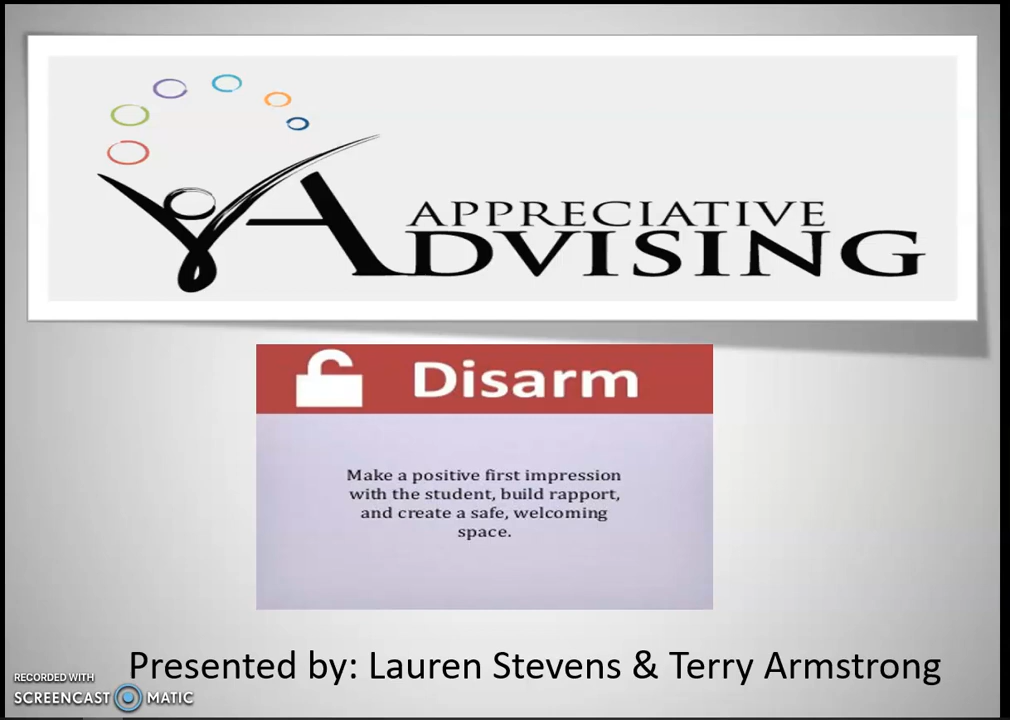 APPRECIATIVE
ADVISING
Disarm
Make a positive first impression
with the student, build rapport,
and create a safe, welcoming
space.
Presented by: Lauren Stevens & Terry Armstrong
RECORDED WITH
SCREENCAST MATIC